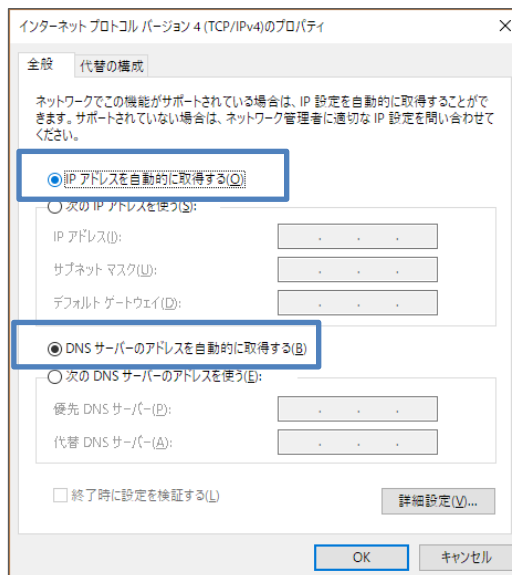 インターネット プロトコル バージョン 4 (TCP/IPv4)のプロパティ
全般
代替の構成
ネットワークでこの機能がサポートされている場合は、IP 設定を自動的に取得することがで
きます。サポートされていない場合は、ネットワーク管理者に適切な IP 設定を問い合わせて
ください。
IP アドレスを自動的に取得する(O)
次の IP アドレスを使う(S):
IP アドレス(I):
サブネット マスク(U):
デフォルト ゲートウェイ(D):
DNS サーバーのアドレスを自動的に取得する(B)
次の DNS サーバーのアドレスを使う(E):
優先 DNS サーバー(P):
代替 DNS サーバー(A):
終了時に設定を検証する(L)
詳細設定(V)...
OK
キャンセル